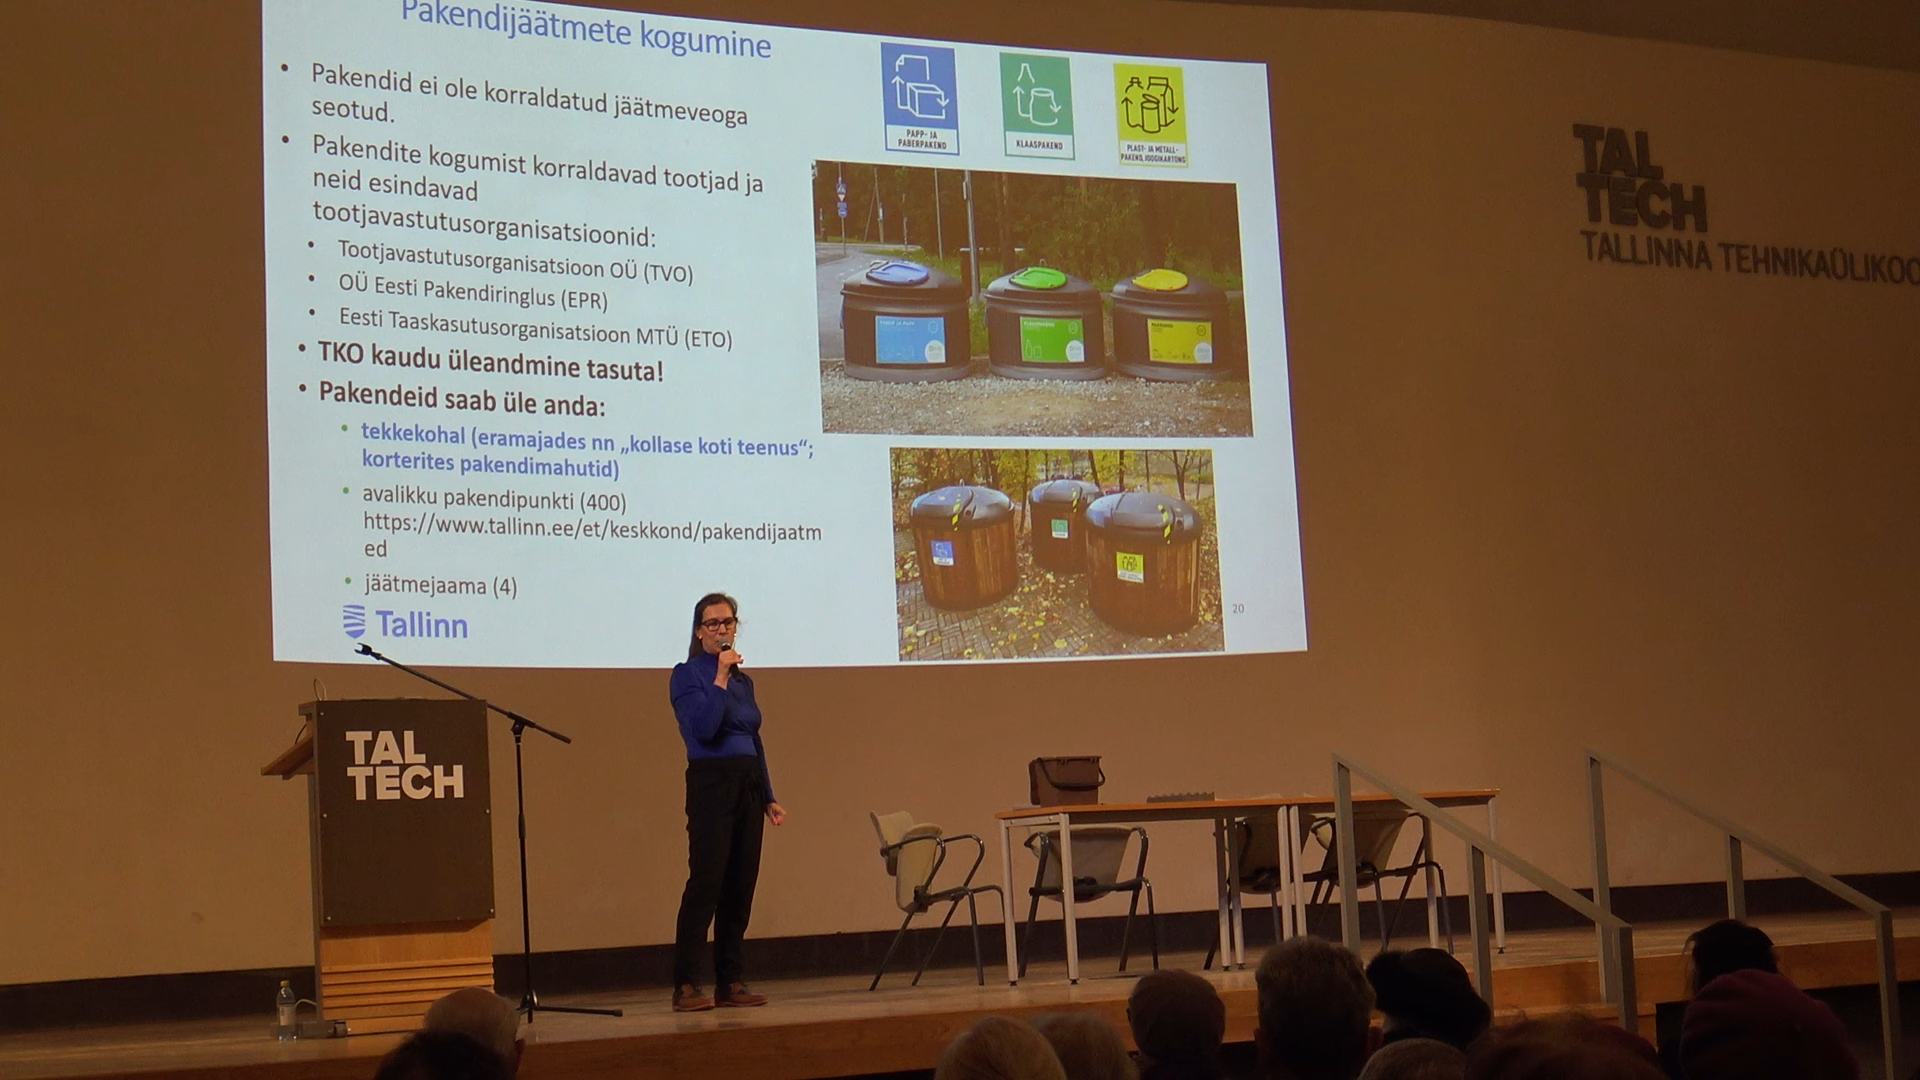 Pakendijäätmete kogumine
• Pakendid ei ole korraldatud jäätmeveoga
seotud.
• Pakendite kogumist korraldavad tootjad ja
neid esindavad
tootjavastutusorganisatsioonid:
• Tootjavastutusorganisatsioon OÜ (TVO)
• OÜ Eesti Pakendiringlus (EPR)
• Eesti Taaskasutusorganisatsioon MTÜ (ETO)
• TKO kaudu üleandmine tasuta!
• Pakendeid saab üle anda:
• tekkekohal (eramajades nn „kollase koti teenus“;
korterites pakendimahutid)
• avalikku pakendipunkti (400)
https://www.tallinn.ee/et/keskkond/pakendijaatm
ed
• jäätmejaama (4)
Tallinn
PAPP- JA
PABERPAKEND
KLAASPAKEND
PLAST- JA METALL-
PAKEND, JOOGIKARTONG
20
TAL
TECH
TALLINNA TEHNIKAÜLIKOO
TAL
TECH